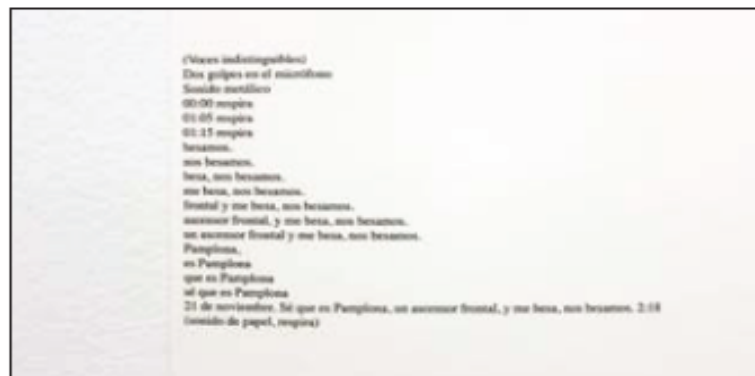 (Voces indistinguibles)
Dos golpes en el micrófono
Sonido metálico
00:00 respira
01:05 respira
01:15 respira
besamos.
nos besamos.
besa, nos besamos.
me besa, nos besamos.
frontal y me besa, nos besamos.
ascensor frontal, y me besa, nos besamos.
un ascensor frontal y me besa, nos besamos.
Pamplona,
es Pamplona
que es Pamplona
sé que es Pamplona
21 de noviembre. Sé que es Pamplona, un ascensor frontal, y me besa, nos besamos. 2:18
(sonido de papel, respira)